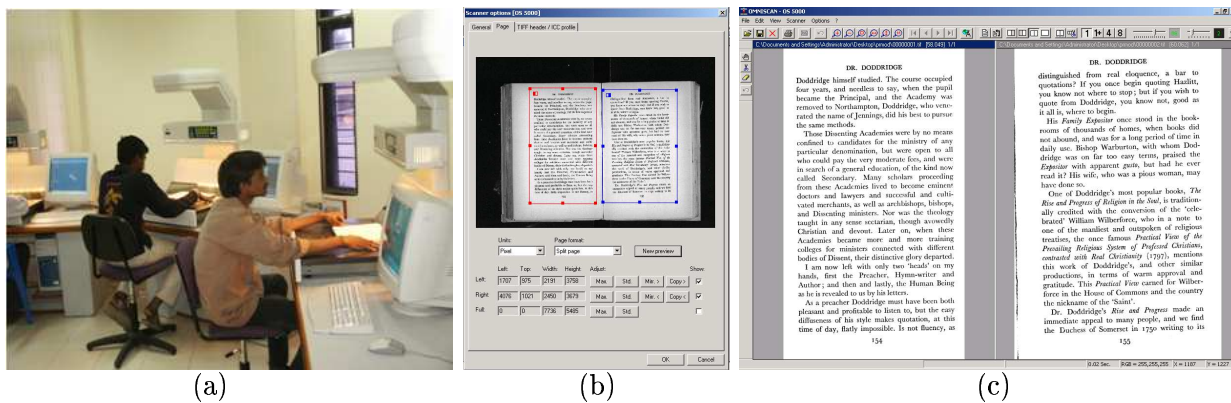 Scanner options [OS 5000]
General Page TIFF header / ICC profile
Units: Page format:
Pixel Split page New preview
Left Top: Width: Height Adjust: Show
Left: 1707 975 2191 3758 Max. Std. Mir. > Copy >
Right: 4076 1021 2450 3679 Max. Std. Mir. < Copy <
Full: 0 0 7736 5485 Max. Std.
OK Cancel
OMNISCAN - OS 5000
File Edit View Scanner Options ?
1 1+ 4 8
DR. DODDRIDGE
Doddridge himself studied. The course occupied
four years, and needless to say, when the pupil
became the Principal, and the Academy was
removed to Northampton, Doddridge, who vene-
rated the name of Jennings, did his best to pursue
the same methods.
Those Dissenting Academies were by no means
confined to candidates for the ministry of any
particular denomination, but were open to all
who could pay the very moderate fees, and were
in search of a general education, of the kind now
called Secondary. Many scholars proceeding
from these Academies lived to become eminent
doctors and lawyers and successful and culti-
vated merchants, as well as archbishops, bishops,
and Dissenting ministers. Nor was the theology
taught in any sense sectarian, though avowedly
Christian and devout. Later on, when these
Academies became more and more training
colleges for ministers connected with different
bodies of Dissent, their distinctive glory departed.
I am now left with only two 'heads' on my
hands, first the Preacher, Hymn-writer and
Author; and then and lastly, the Human Being
as he is revealed to us by his letters.
As a preacher Doddridge must have been both
pleasant and profitable to listen to, but the easy
diffuseness of his style makes quotation, at this
time of day, flatly impossible. Is not fluency, as
154
DR. DODDRIDGE
distinguished from real eloquence, a bar to
quotations? If you once begin quoting Hazlitt,
you know not where to stop; but if you wish to
quote from Doddridge, you know not, good as
it all is, where to begin.
His Family Expositor once stood in the book-
rooms of thousands of homes, when books did
not abound, and was for a long period of time in
daily use. Bishop Warburton, with whom Dod-
dridge was on far too easy terms, praised the
Expositor with apparent gusto, but had he ever
read it? His wife, who was a pious woman, may
have done so.
One of Doddridge's most popular books, The
Rise and Progress of Religion in the Soul, is tradition-
ally credited with the conversion of the 'cele-
brated' William Wilberforce, who in a note to
one of the manliest and outspoken of religious
treatises, the once famous Practical View of the
Prevailing Religious System of Professed Christians,
contrasted with Real Christianity (1797), mentions
this work of Doddridge's, and other similar
productions, in terms of warm approval and
gratitude. This Practical View earned for Wilber-
force in the House of Commons and the country
the nickname of the 'Saint'.
Dr. Doddridge's Rise and Progress made an
immediate appeal to many people, and we find
the Duchess of Somerset in 1750 writing to its
155
0.02 Sec. RGB = 255,255,255 X = 1187 Y = 1227
(a) (b) (c)